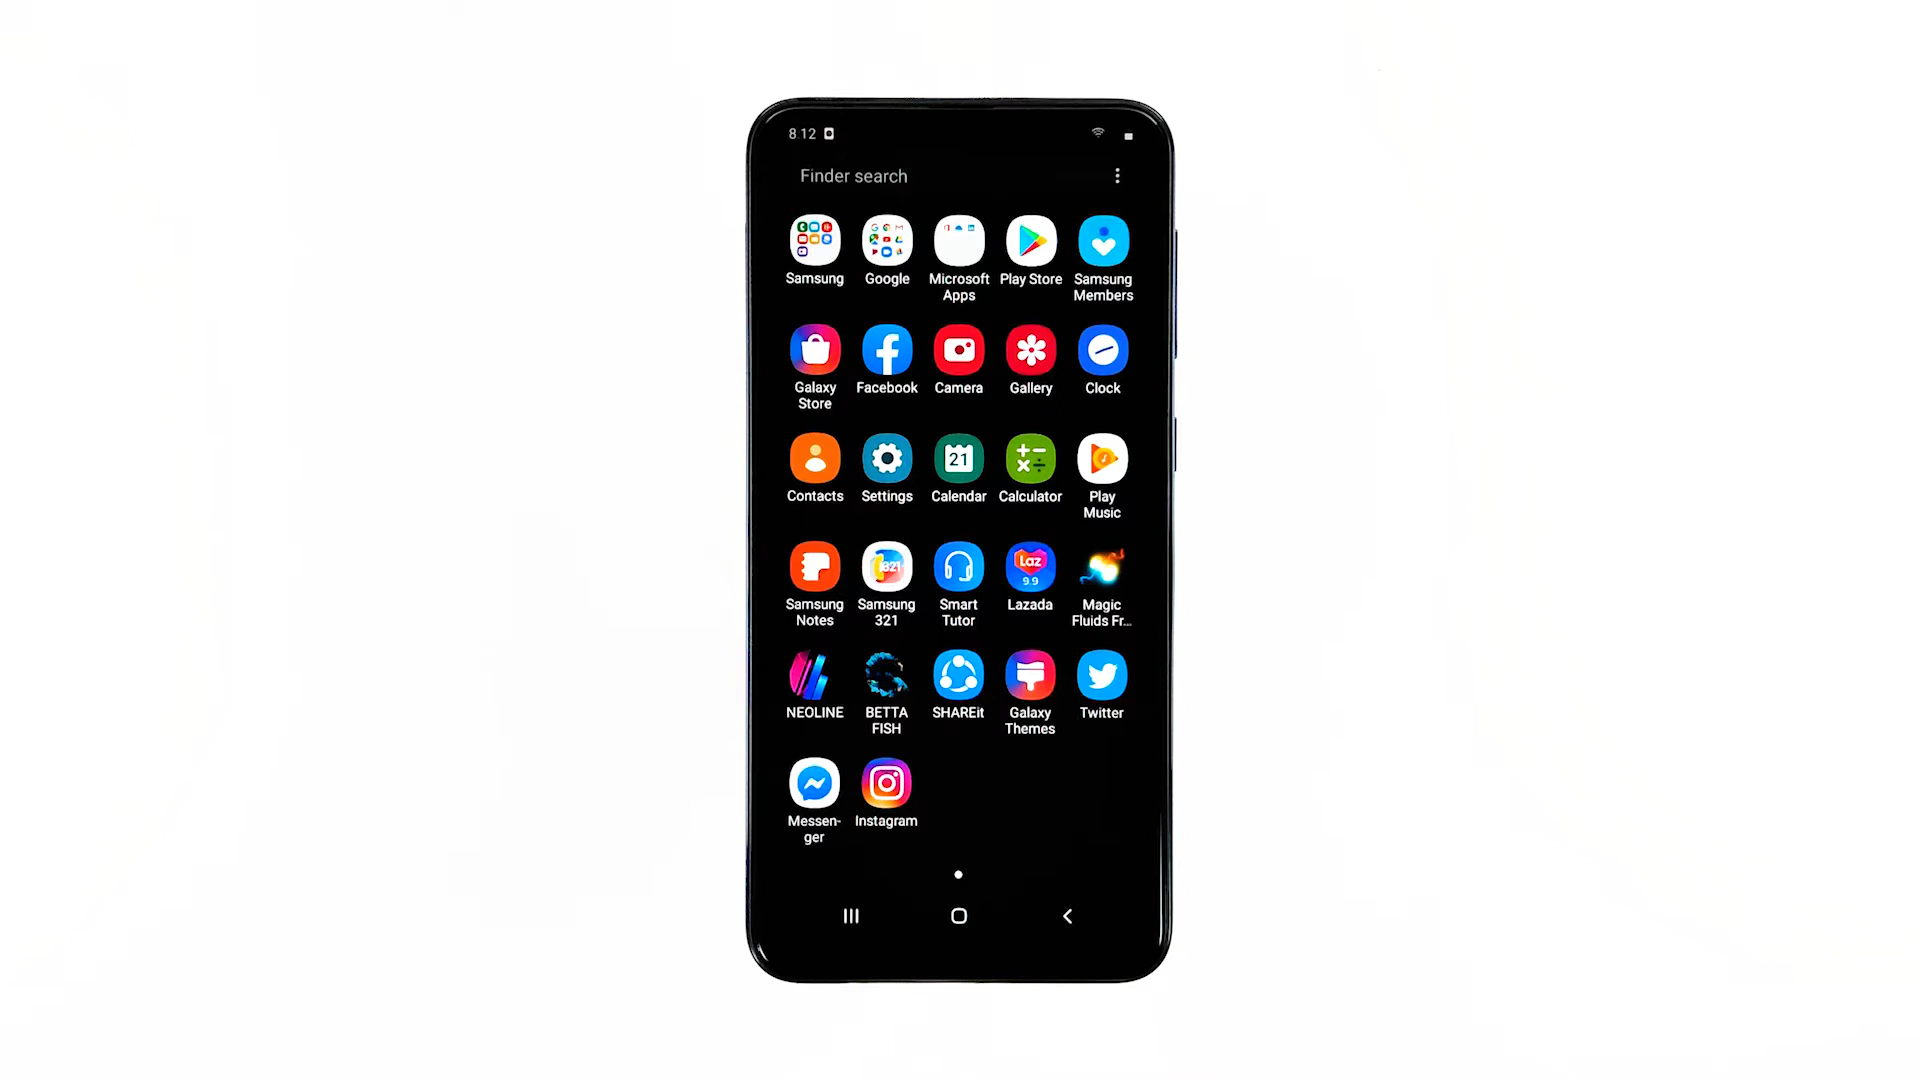 8:12
Finder search
Samsung
Google
Microsoft
Apps
Play Store
Samsung
Members
Galaxy
Store
Facebook
Camera
Gallery
Clock
Contacts
Settings
21
Calendar
Calculator
Play
Music
Samsung
Notes
321
Samsung
321
Smart
Tutor
Laz
9.9
Lazada
Magic
Fluids Fr...
NEOLINE
BETTA
FISH
SHAREit
Galaxy
Themes
Twitter
Messen-
ger
Instagram